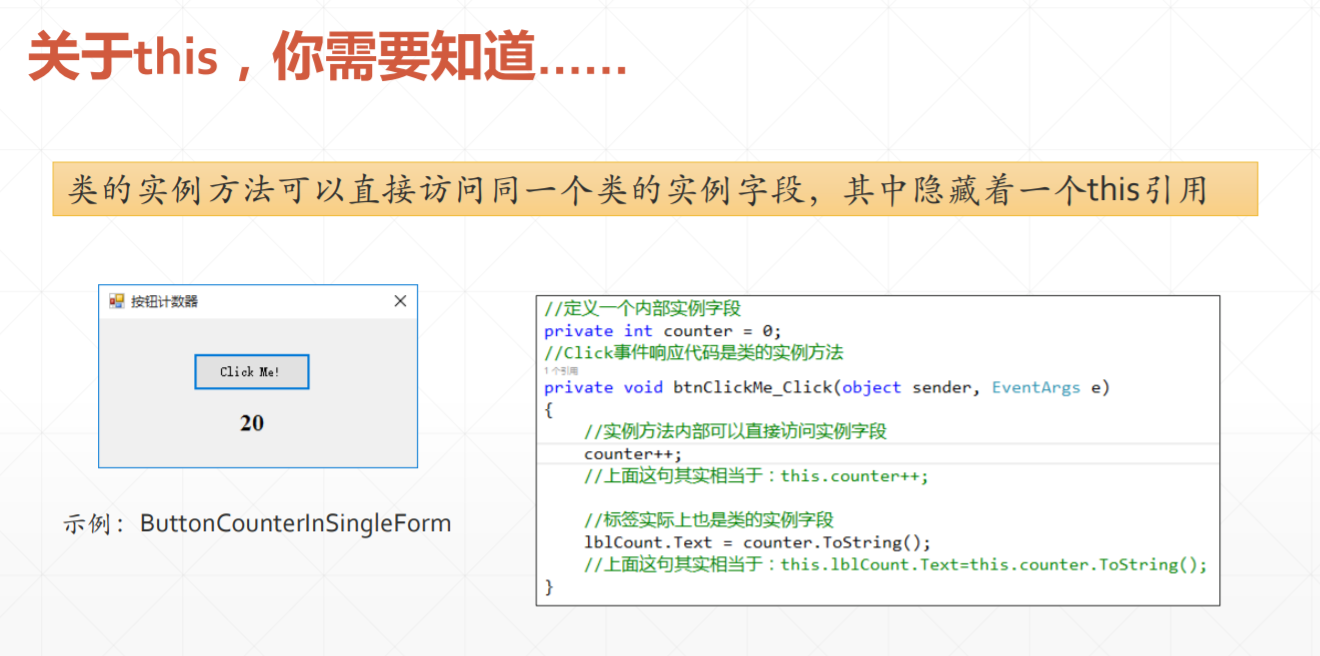 关于this，你需要知道……
类的实例方法可以直接访问同一个类的实例字段，其中隐藏着一个this引用
按钮计数器
Click Me!
20
示例：ButtonCounterInSingleForm
//定义一个内部实例字段
private int counter = 0;
//Click事件响应代码是类的实例方法
1 个引用
private void btnClickMe_Click(object sender, EventArgs e)
{
//实例方法内部可以直接访问实例字段
counter++;
//上面这句其实相当于：this.counter++;
//标签实际上也是类的实例字段
lblCount.Text = counter.ToString();
//上面这句其实相当于：this.lblCount.Text=this.counter.ToString();
}